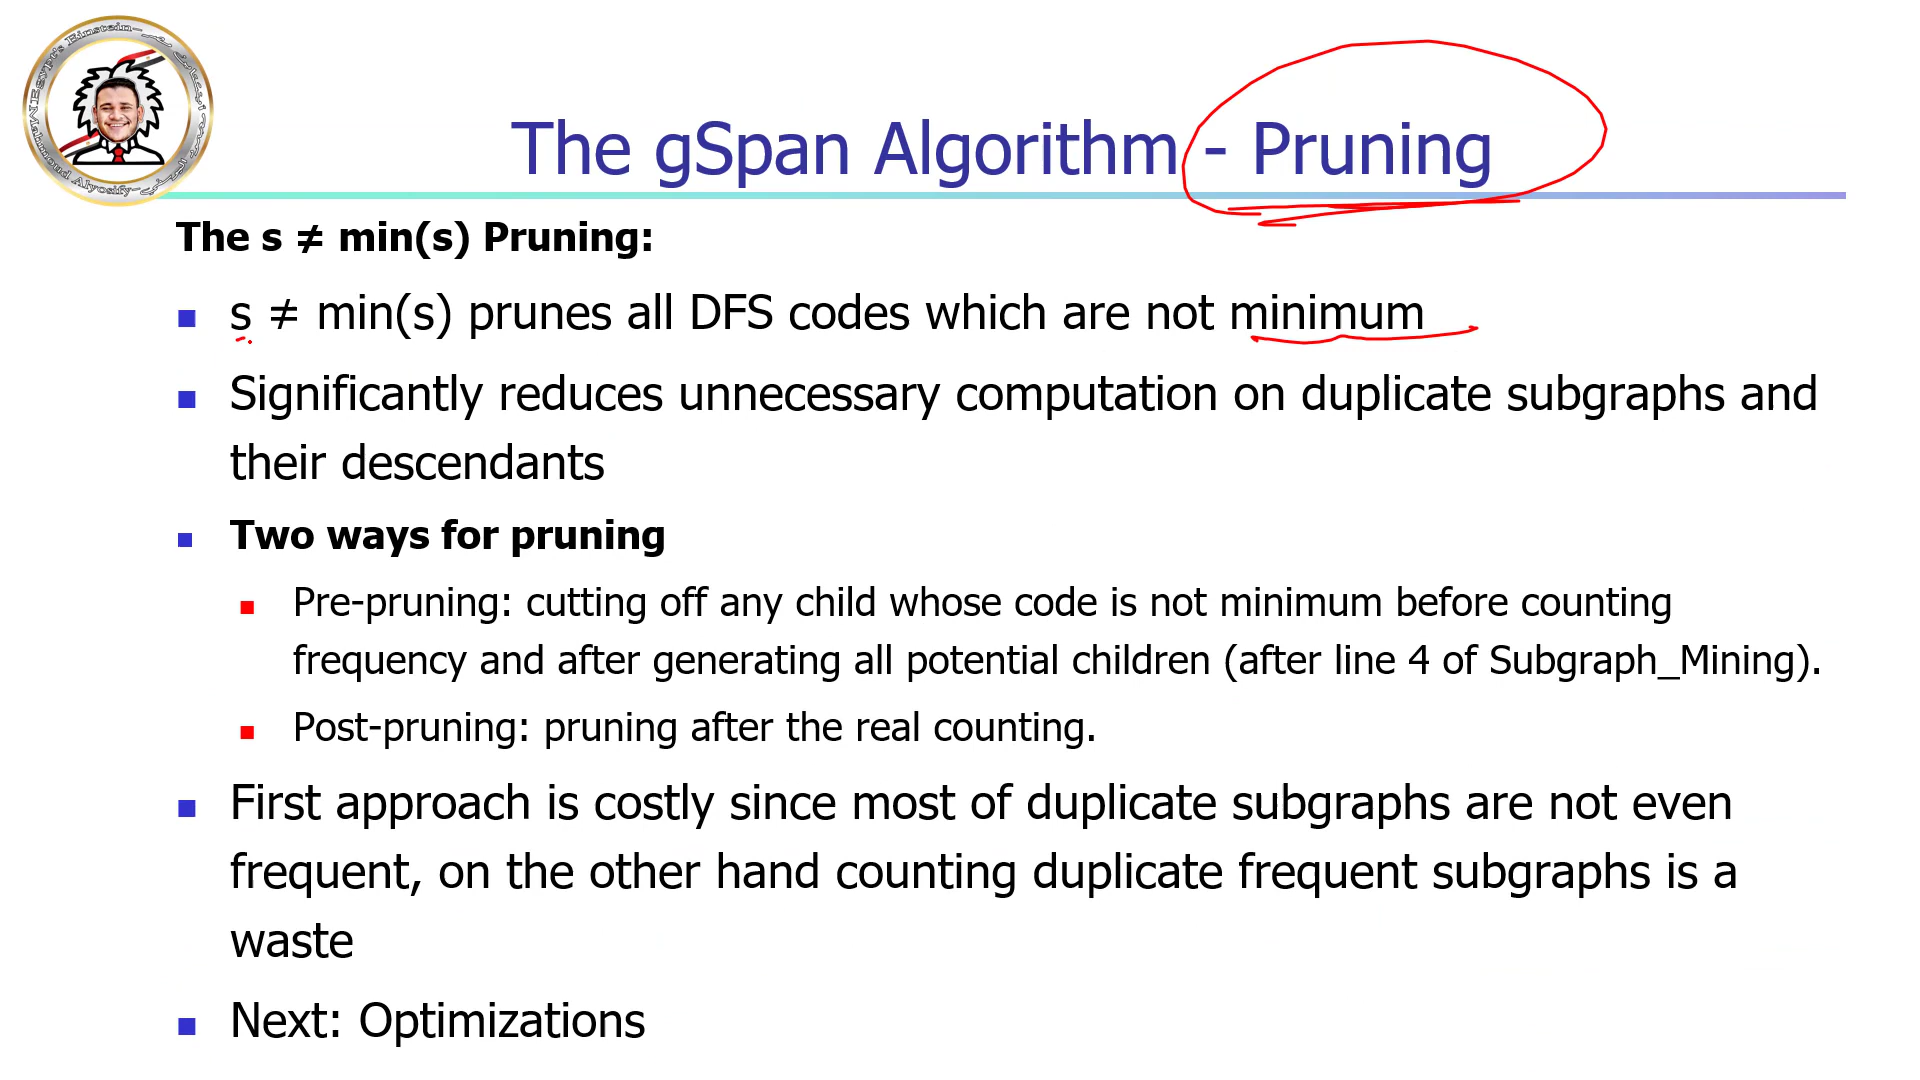 The gSpan Algorithm - Pruning
The s ≠ min(s) Pruning:
s ≠ min(s) prunes all DFS codes which are not minimum
Significantly reduces unnecessary computation on duplicate subgraphs and
their descendants
Two ways for pruning
Pre-pruning: cutting off any child whose code is not minimum before counting
frequency and after generating all potential children (after line 4 of Subgraph_Mining).
Post-pruning: pruning after the real counting.
First approach is costly since most of duplicate subgraphs are not even
frequent, on the other hand counting duplicate frequent subgraphs is a
waste
Next: Optimizations